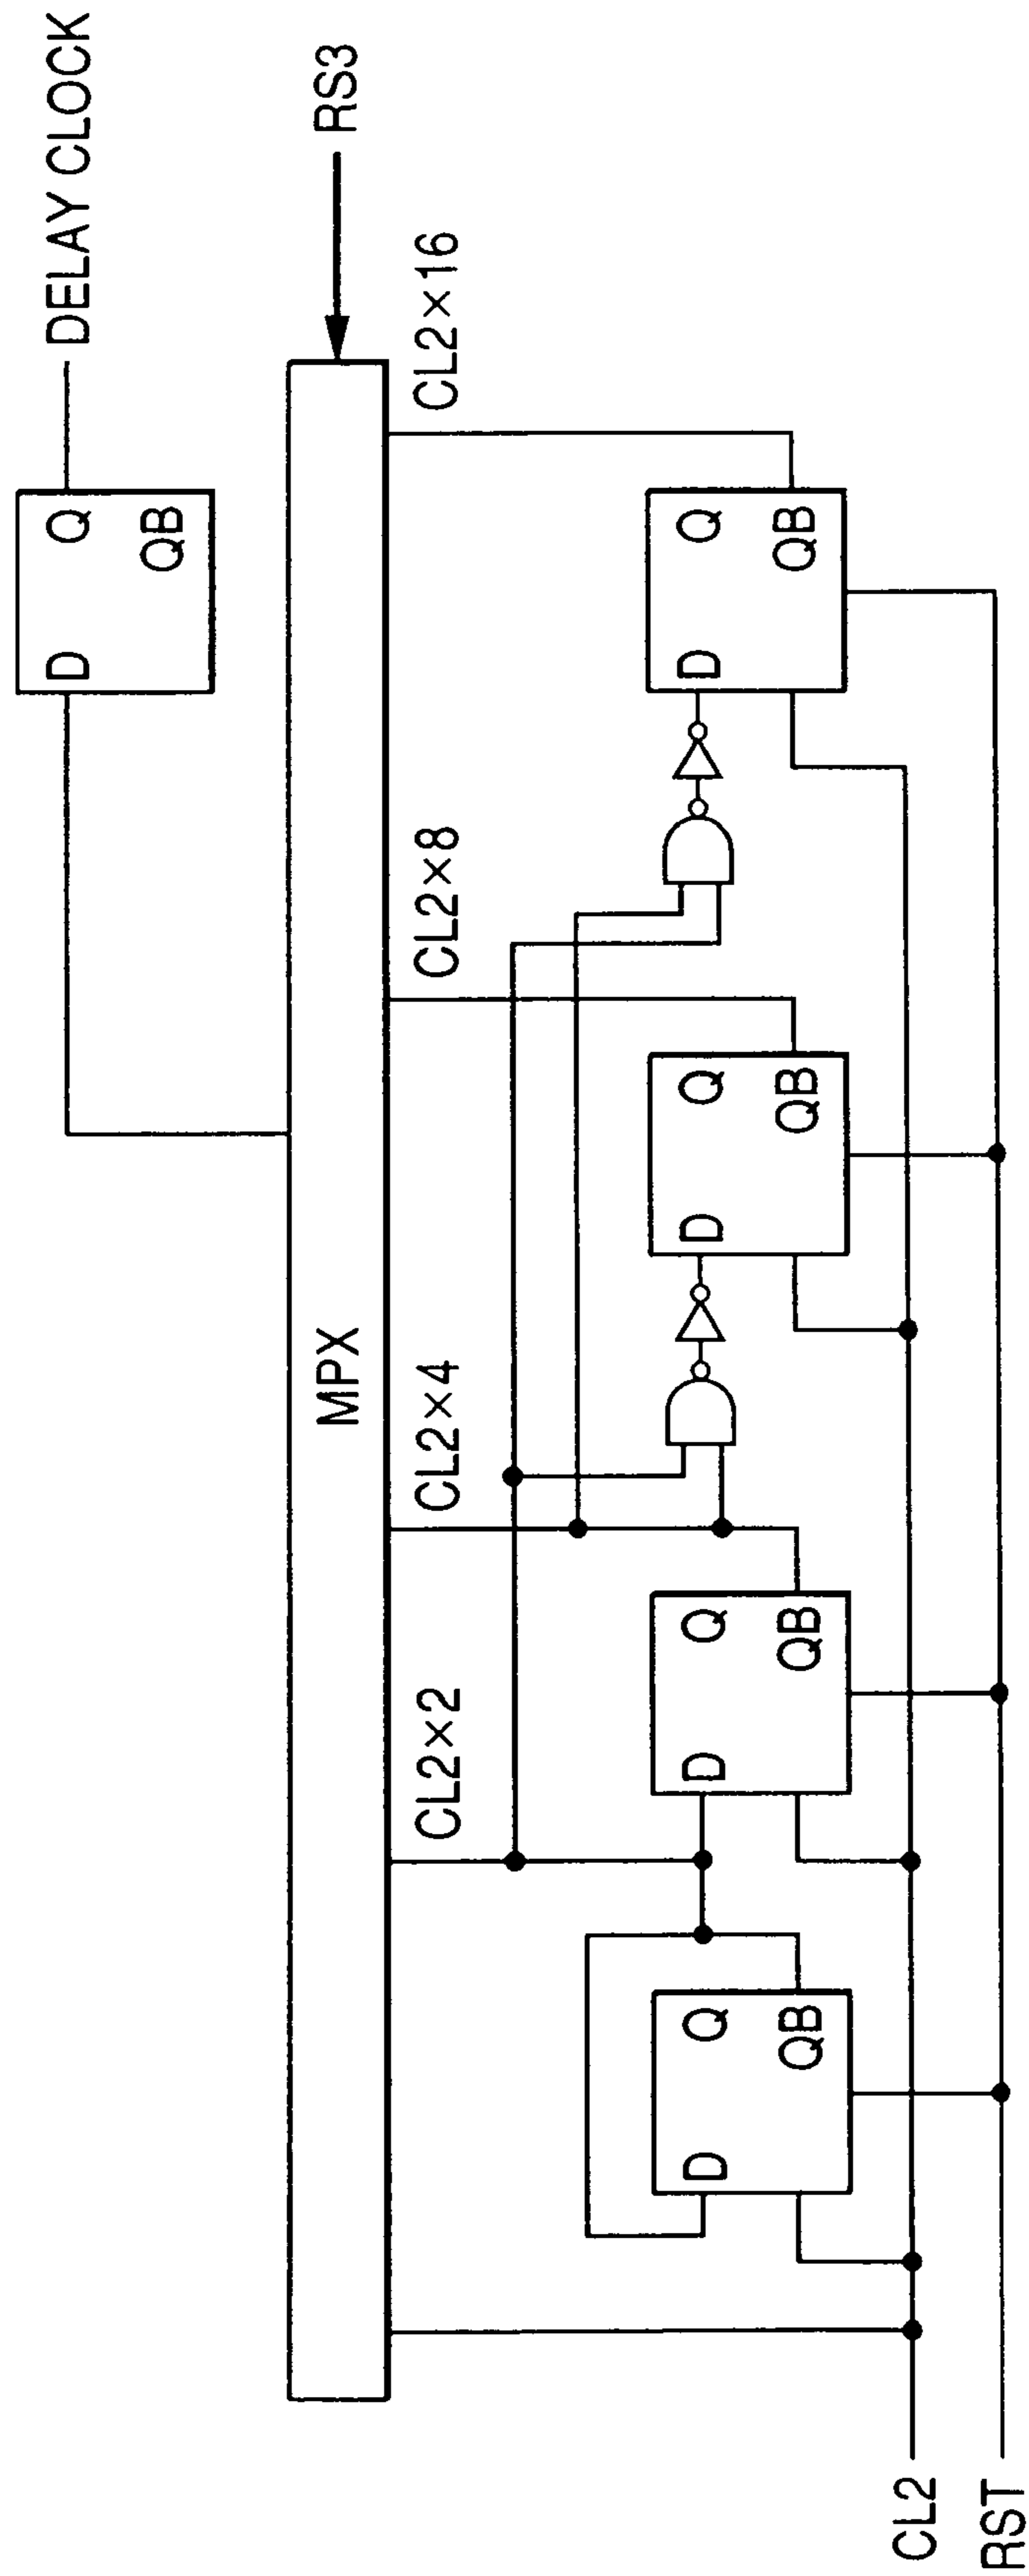 DELAY CLOCK
D
Q
QB
RS3
MPX
CL2×2
CL2×4
CL2×8
CL2×16
D
Q
QB
D
Q
QB
D
Q
QB
D
Q
QB
CL2
RST